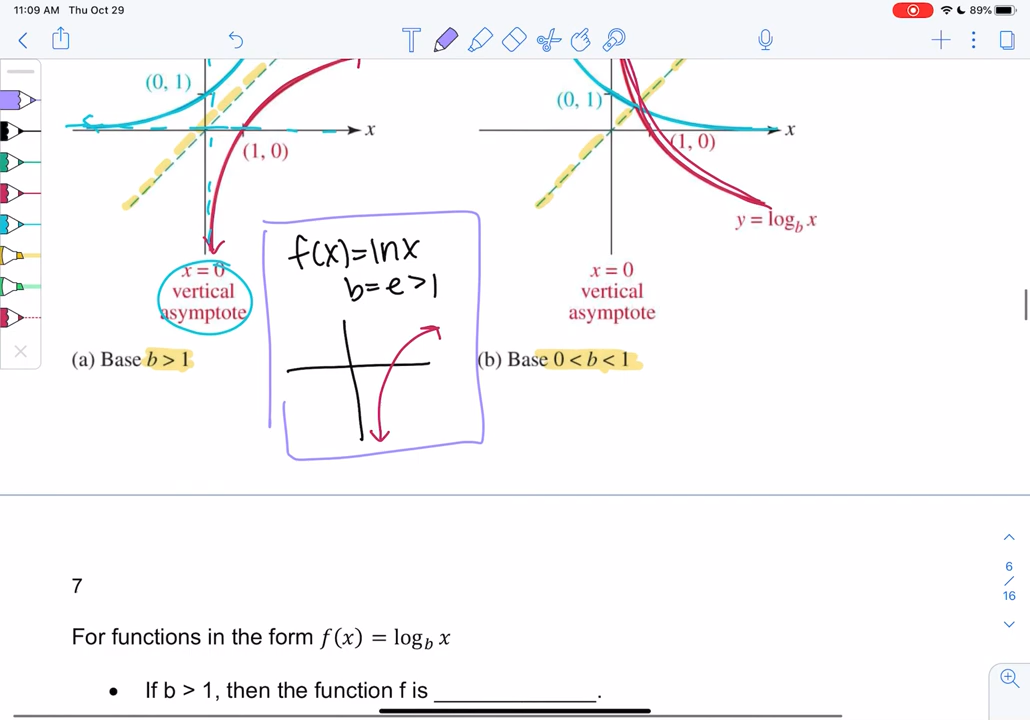 11:09 AM Thu Oct 29
89%
(0, 1)
x
(1, 0)
(0, 1)
x
(1, 0)
y = log_b x
x = 0
vertical
asymptote
(a) Base b > 1
f(x)=lnx
b=e>1
x = 0
vertical
asymptote
(b) Base 0 < b < 1
7
For functions in the form f(x) = log_b x
• If b > 1, then the function f is ______________.
6
/
16